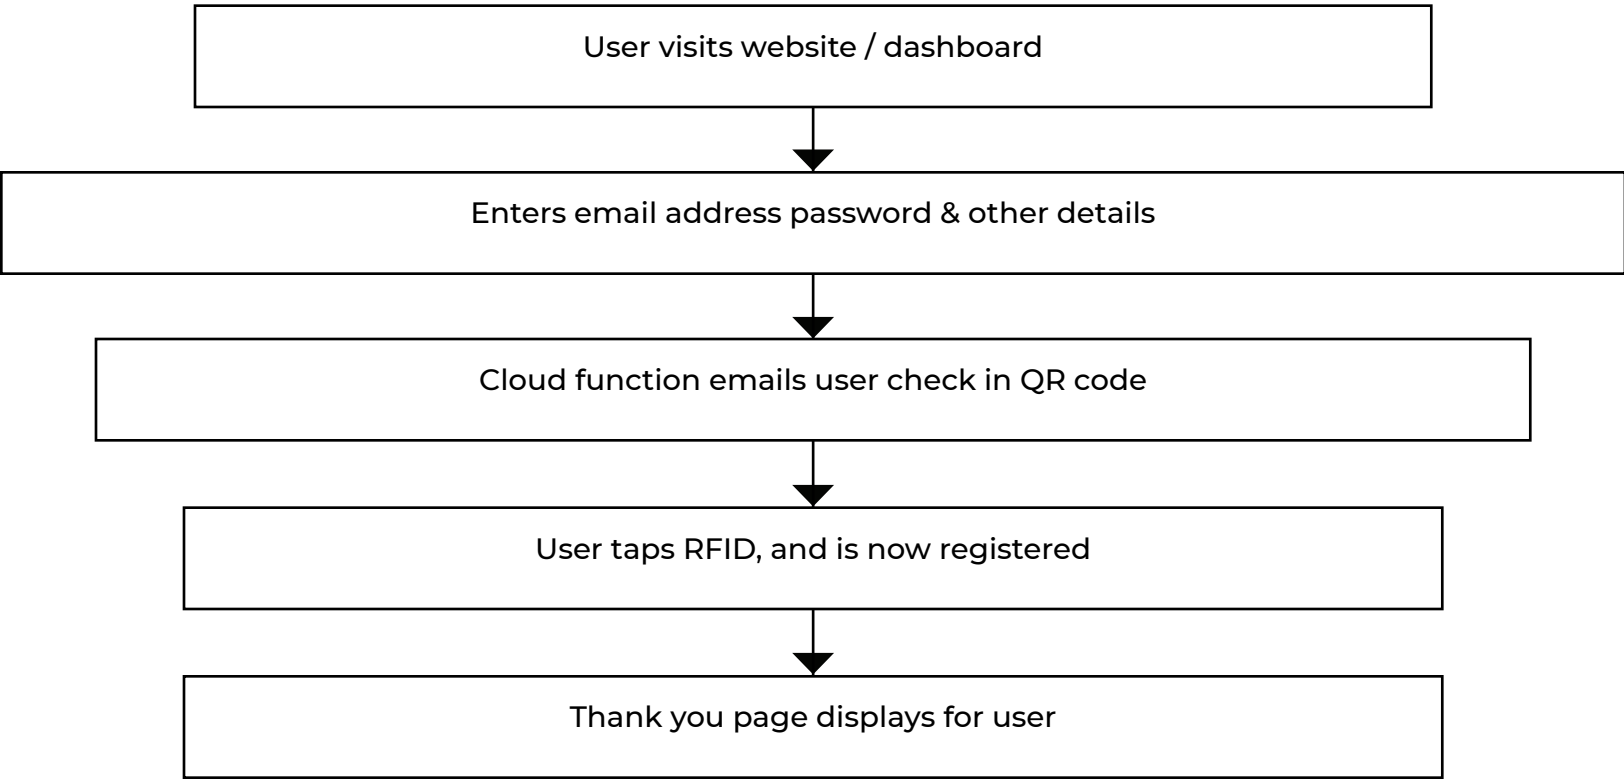 User visits website / dashboard
Enters email address password & other details
Cloud function emails user check in QR code
User taps RFID, and is now registered
Thank you page displays for user